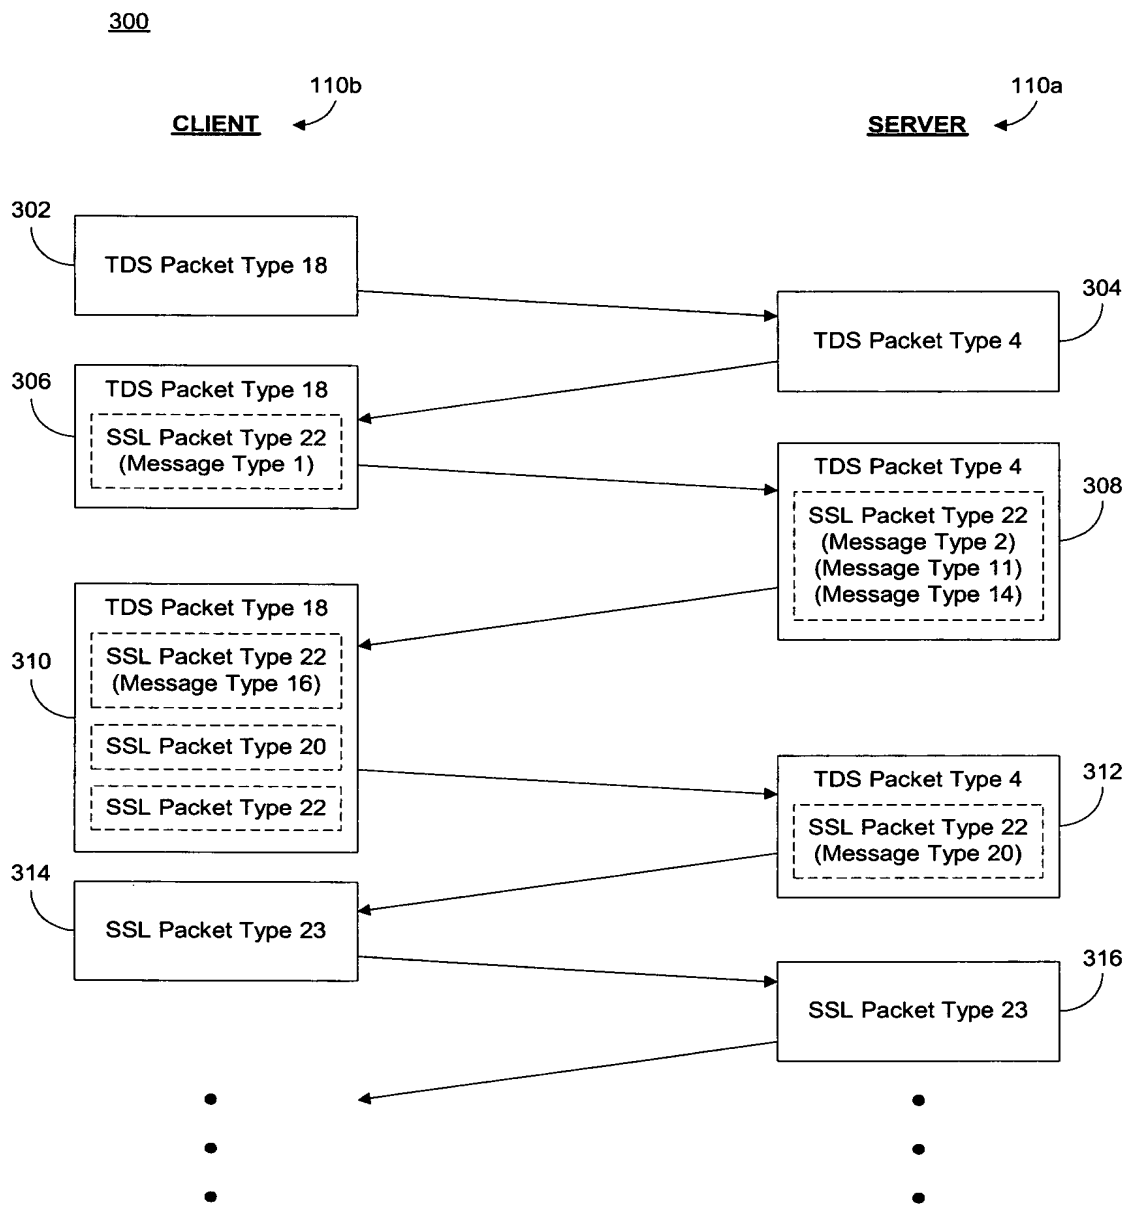 300
110b
110a
CLIENT
SERVER
302
TDS Packet Type 18
304
TDS Packet Type 4
306
TDS Packet Type 18
SSL Packet Type 22
(Message Type 1)
308
TDS Packet Type 4
SSL Packet Type 22
(Message Type 2)
(Message Type 11)
(Message Type 14)
310
TDS Packet Type 18
SSL Packet Type 22
(Message Type 16)
SSL Packet Type 20
SSL Packet Type 22
312
TDS Packet Type 4
SSL Packet Type 22
(Message Type 20)
314
SSL Packet Type 23
316
SSL Packet Type 23